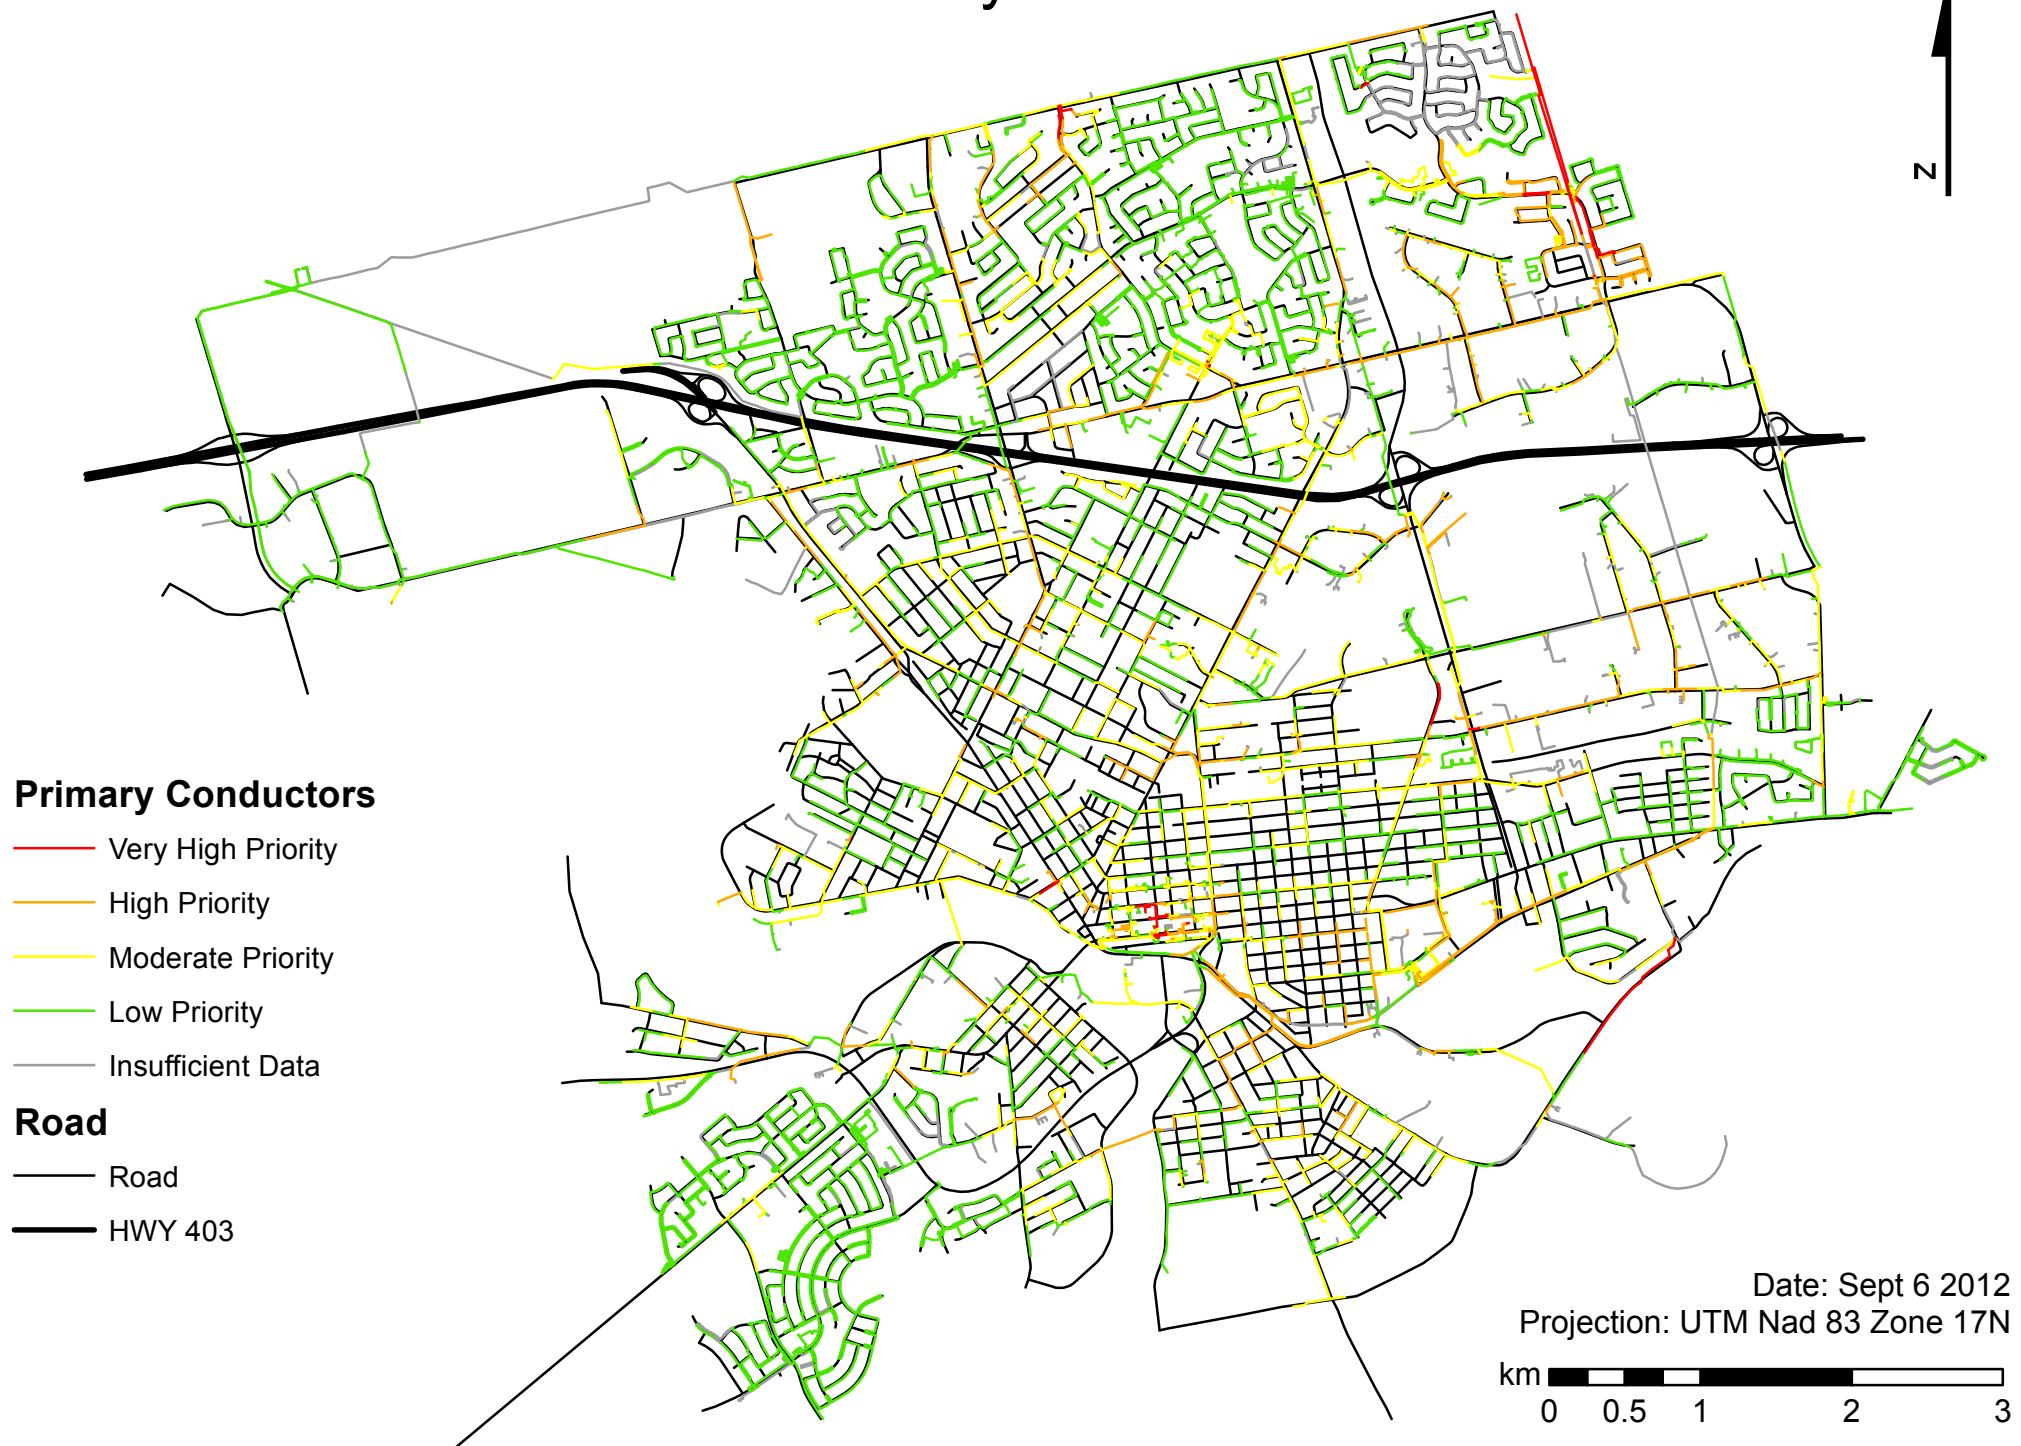 z
Primary Conductors
Very High Priority
High Priority
Moderate Priority
Low Priority
Insufficient Data
Road
Road
HWY 403
Date: Sept 6 2012
Projection: UTM Nad 83 Zone 17N
km
0 0.5 1 2 3